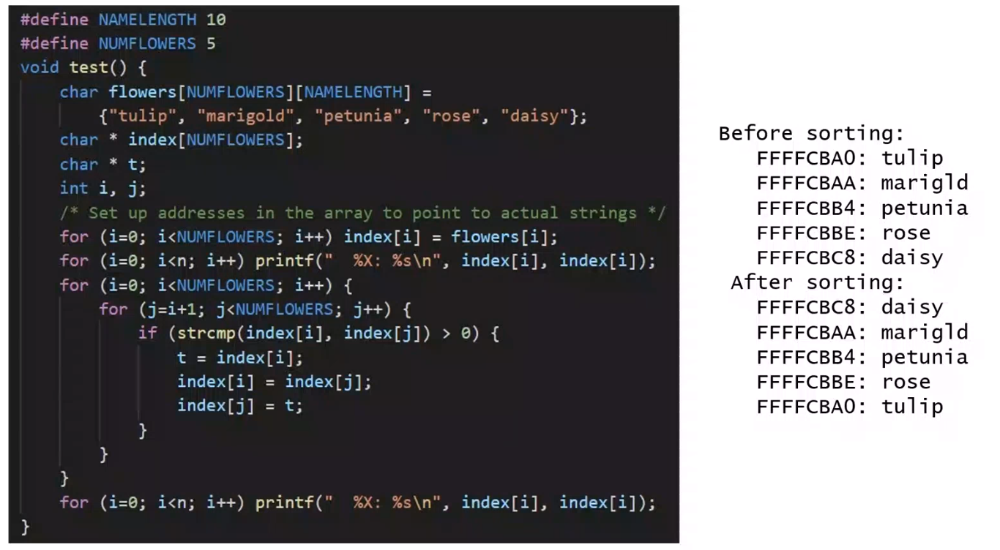 #define NAMELENGTH 10
#define NUMFLOWERS 5
void test() {
    char flowers[NUMFLOWERS][NAMELENGTH] =
        {"tulip", "marigold", "petunia", "rose", "daisy"};
    char * index[NUMFLOWERS];
    char * t;
    int i, j;
    /* Set up addresses in the array to point to actual strings */
    for (i=0; i<NUMFLOWERS; i++) index[i] = flowers[i];
    for (i=0; i<n; i++) printf("  %X: %s\n", index[i], index[i]);
    for (i=0; i<NUMFLOWERS; i++) {
        for (j=i+1; j<NUMFLOWERS; j++) {
            if (strcmp(index[i], index[j]) > 0) {
                t = index[i];
                index[i] = index[j];
                index[j] = t;
            }
        }
    }
    for (i=0; i<n; i++) printf("  %X: %s\n", index[i], index[i]);
}
Before sorting:
   FFFFCBA0: tulip
   FFFFCBAA: marigld
   FFFFCBB4: petunia
   FFFFCBBE: rose
   FFFFCBC8: daisy
 After sorting:
   FFFFCBC8: daisy
   FFFFCBAA: marigld
   FFFFCBB4: petunia
   FFFFCBBE: rose
   FFFFCBA0: tulip